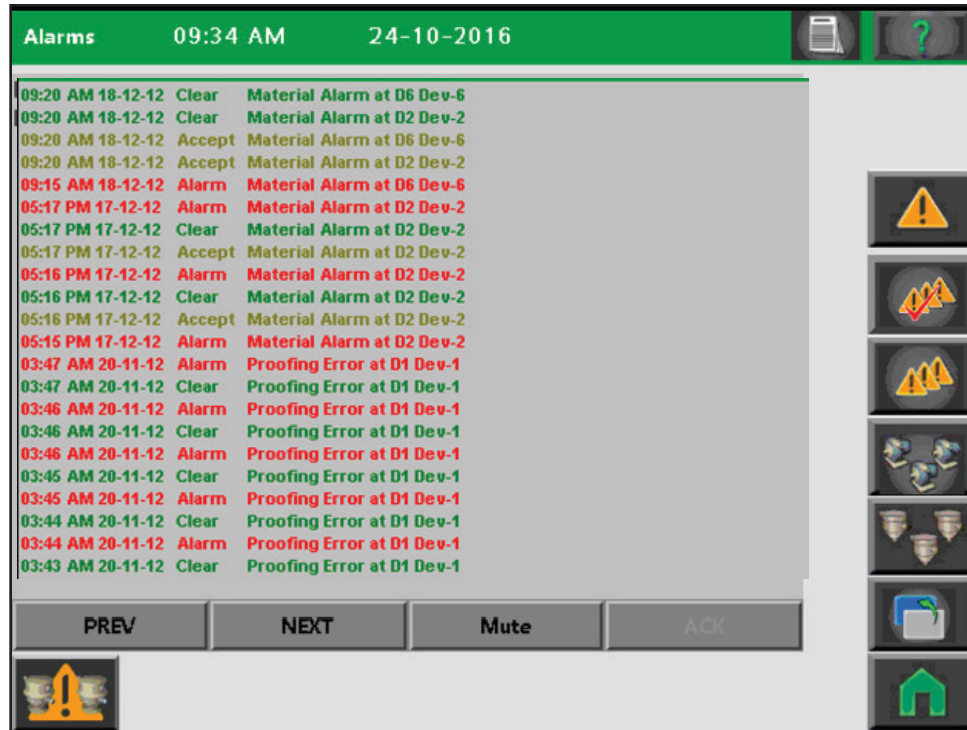 Alarms 09:34 AM 24-10-2016 ?
09:20 AM 18-12-12 Clear Material Alarm at D6 Dev-6
09:20 AM 18-12-12 Clear Material Alarm at D2 Dev-2
09:20 AM 18-12-12 Accept Material Alarm at D6 Dev-6
09:20 AM 18-12-12 Accept Material Alarm at D2 Dev-2
09:15 AM 18-12-12 Alarm Material Alarm at D6 Dev-6
05:17 PM 17-12-12 Alarm Material Alarm at D2 Dev-2
05:17 PM 17-12-12 Clear Material Alarm at D2 Dev-2
05:17 PM 17-12-12 Accept Material Alarm at D2 Dev-2
05:16 PM 17-12-12 Alarm Material Alarm at D2 Dev-2
05:16 PM 17-12-12 Clear Material Alarm at D2 Dev-2
05:16 PM 17-12-12 Accept Material Alarm at D2 Dev-2
05:15 PM 17-12-12 Alarm Material Alarm at D2 Dev-2
03:47 AM 20-11-12 Alarm Proofing Error at D1 Dev-1
03:47 AM 20-11-12 Clear Proofing Error at D1 Dev-1
03:46 AM 20-11-12 Alarm Proofing Error at D1 Dev-1
03:46 AM 20-11-12 Clear Proofing Error at D1 Dev-1
03:46 AM 20-11-12 Alarm Proofing Error at D1 Dev-1
03:45 AM 20-11-12 Clear Proofing Error at D1 Dev-1
03:45 AM 20-11-12 Alarm Proofing Error at D1 Dev-1
03:44 AM 20-11-12 Clear Proofing Error at D1 Dev-1
03:44 AM 20-11-12 Alarm Proofing Error at D1 Dev-1
03:43 AM 20-11-12 Clear Proofing Error at D1 Dev-1
PREV NEXT Mute ACK